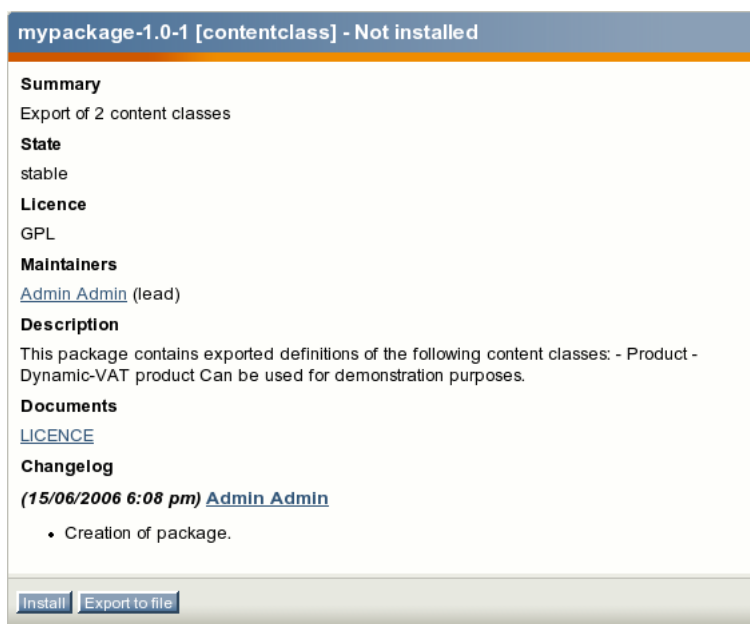 mypackage-1.0-1 [contentclass] - Not installed
Summary
Export of 2 content classes
State
stable
Licence
GPL
Maintainers
Admin Admin (lead)
Description
This package contains exported definitions of the following content classes: - Product -
Dynamic-VAT product Can be used for demonstration purposes.
Documents
LICENCE
Changelog
(15/06/2006 6:08 pm) Admin Admin
• Creation of package.
Install Export to file